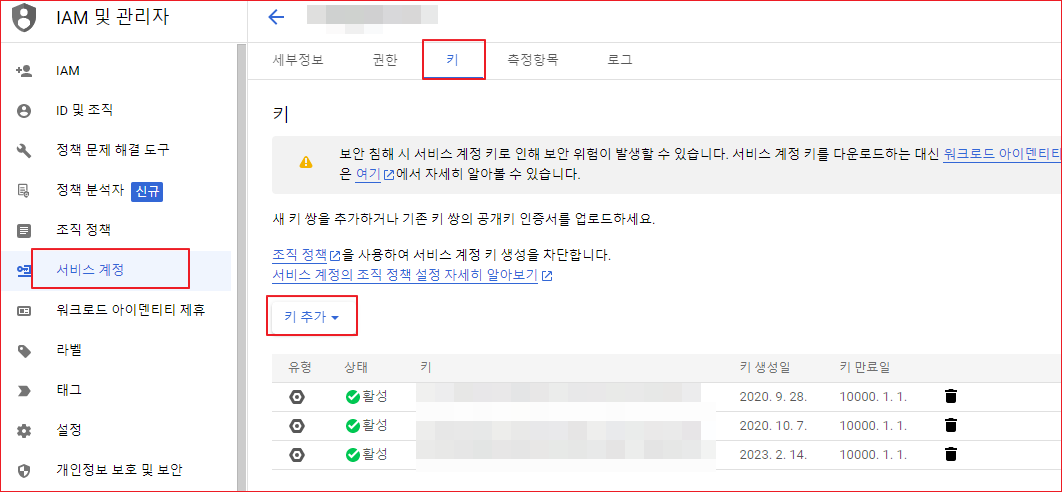 IAM 및 관리자
IAM
ID 및 조직
정책 문제 해결 도구
정책 분석자 신규
조직 정책
서비스 계정
워크로드 아이덴티티 제휴
라벨
태그
설정
개인정보 보호 및 보안
세부정보 권한 키 측정항목 로그
키
보안 침해 시 서비스 계정 키로 인해 보안 위험이 발생할 수 있습니다. 서비스 계정 키를 다운로드하는 대신 워크로드 아이덴티티
은 여기에서 자세히 알아볼 수 있습니다.
새 키 쌍을 추가하거나 기존 키 쌍의 공개키 인증서를 업로드하세요.
조직 정책을 사용하여 서비스 계정 키 생성을 차단합니다.
서비스 계정의 조직 정책 설정 자세히 알아보기
키 추가
유형 상태 키 키 생성일 키 만료일
활성 2020. 9. 28. 10000. 1. 1.
활성 2020. 10. 7. 10000. 1. 1.
활성 2023. 2. 14. 10000. 1. 1.